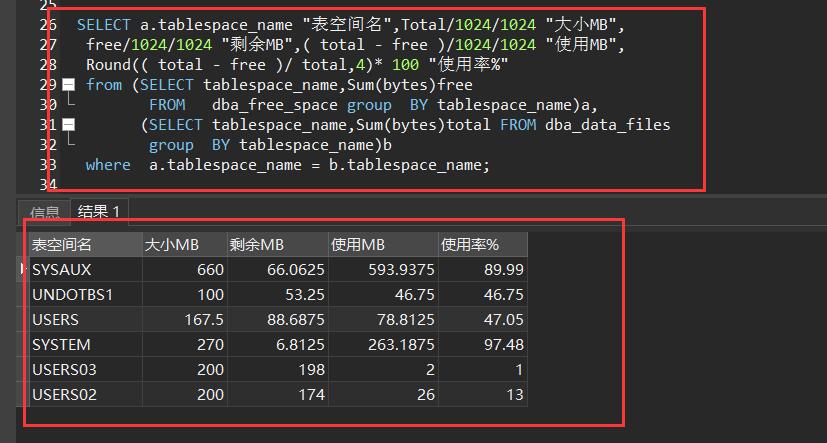 25
26 SELECT a.tablespace_name "表空间名",Total/1024/1024 "大小MB",
27 free/1024/1024 "剩余MB",( total - free )/1024/1024 "使用MB",
28 Round(( total - free )/ total,4)* 100 "使用率%"
29 from (SELECT tablespace_name,Sum(bytes)free
30 FROM dba_free_space group BY tablespace_name)a,
31 (SELECT tablespace_name,Sum(bytes)total FROM dba_data_files
32 group BY tablespace_name)b
33 where a.tablespace_name = b.tablespace_name;
34
信息 结果 1
表空间名 大小MB 剩余MB 使用MB 使用率%
SYSAUX 660 66.0625 593.9375 89.99
UNDOTBS1 100 53.25 46.75 46.75
USERS 167.5 88.6875 78.8125 47.05
SYSTEM 270 6.8125 263.1875 97.48
USERS03 200 198 2 1
USERS02 200 174 26 13